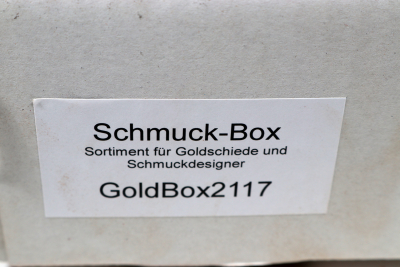 Schmuck-Box
Sortiment für Goldschiede und
Schmuckdesigner
GoldBox2117